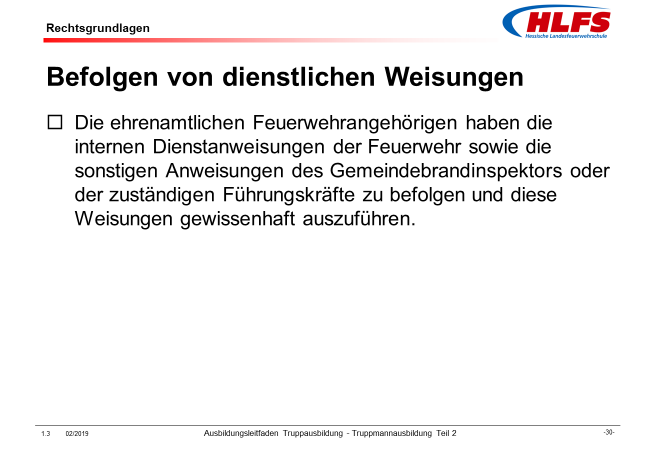 Rechtsgrundlagen
HLFS
Hessische Landesfeuerwehrschule
Befolgen von dienstlichen Weisungen
Die ehrenamtlichen Feuerwehrangehörigen haben die
internen Dienstanweisungen der Feuerwehr sowie die
sonstigen Anweisungen des Gemeindebrandinspektors oder
der zuständigen Führungskräfte zu befolgen und diese
Weisungen gewissenhaft auszuführen.
1.3 02/2019 Ausbildungsleitfaden Truppausbildung - Truppmannausbildung Teil 2 -30-